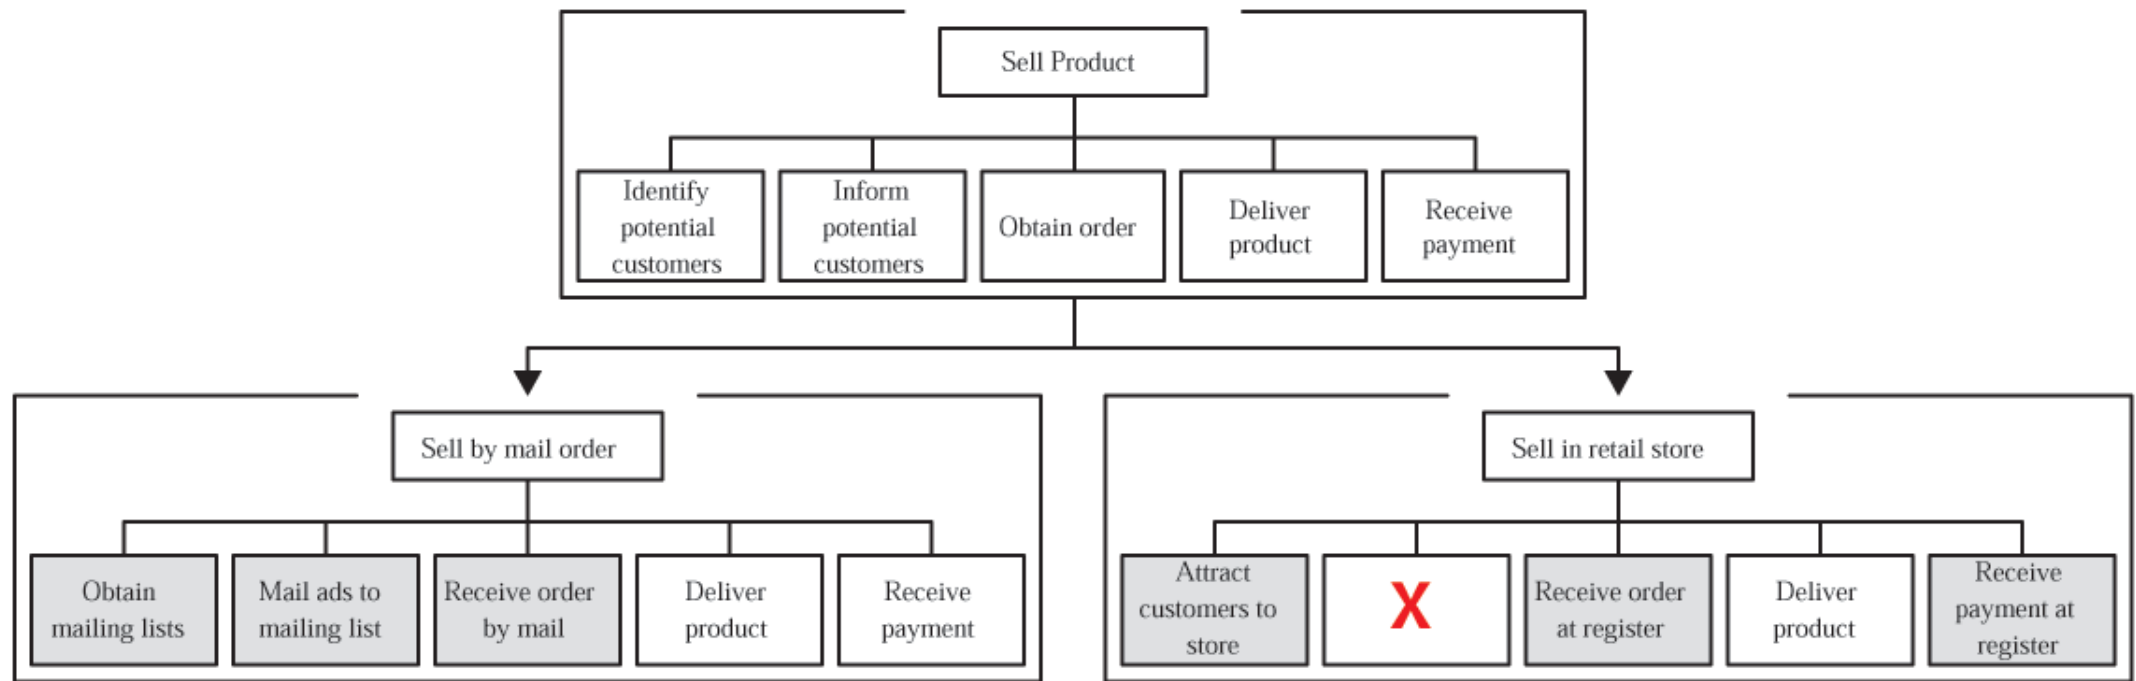 Sell Product
Identify
potential
customers
Inform
potential
customers
Obtain order
Deliver
product
Receive
payment
Sell by mail order
Obtain
mailing lists
Mail ads to
mailing list
Receive order
by mail
Deliver
product
Receive
payment
Sell in retail store
Attract
customers to
store
X
Receive order
at register
Deliver
product
Receive
payment at
register